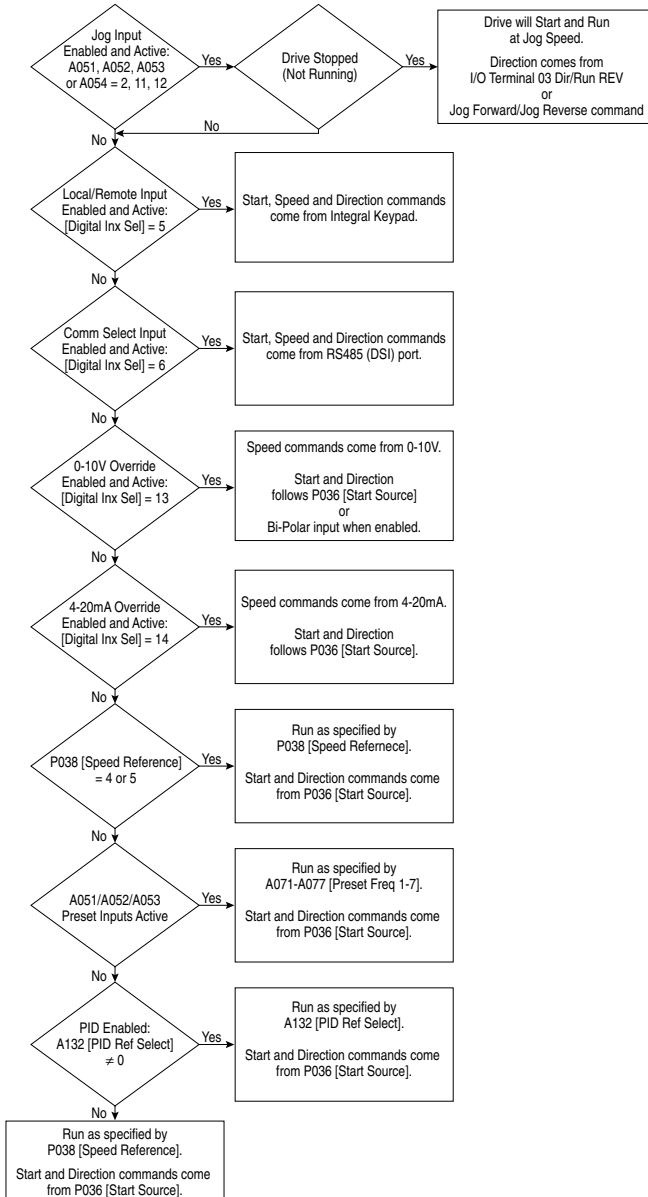 Jog Input
Enabled and Active:
A051, A052, A053
or A054 = 2, 11, 12
Yes
Drive Stopped
(Not Running)
Yes
Drive will Start and Run
at Jog Speed.
Direction comes from
I/O Terminal 03 Dir/Run REV
or
Jog Forward/Jog Reverse command
No
No
Local/Remote Input
Enabled and Active:
[Digital Inx Sel] = 5
Yes
Start, Speed and Direction commands
come from Integral Keypad.
No
Comm Select Input
Enabled and Active:
[Digital Inx Sel] = 6
Yes
Start, Speed and Direction commands
come from RS485 (DSI) port.
No
0-10V Override
Enabled and Active:
[Digital Inx Sel] = 13
Yes
Speed commands come from 0-10V.
Start and Direction
follows P036 [Start Source]
or
Bi-Polar input when enabled.
No
4-20mA Override
Enabled and Active:
[Digital Inx Sel] = 14
Yes
Speed commands come from 4-20mA.
Start and Direction
follows P036 [Start Source].
No
P038 [Speed Reference]
= 4 or 5
Yes
Run as specified by
P038 [Speed Refernece].
Start and Direction commands come
from P036 [Start Source].
No
A051/A052/A053
Preset Inputs Active
Yes
Run as specified by
A071-A077 [Preset Freq 1-7].
Start and Direction commands come
from P036 [Start Source].
No
PID Enabled:
A132 [PID Ref Select]
≠ 0
Yes
Run as specified by
A132 [PID Ref Select].
Start and Direction commands come
from P036 [Start Source].
No
Run as specified by
P038 [Speed Reference].
Start and Direction commands come
from P036 [Start Source].